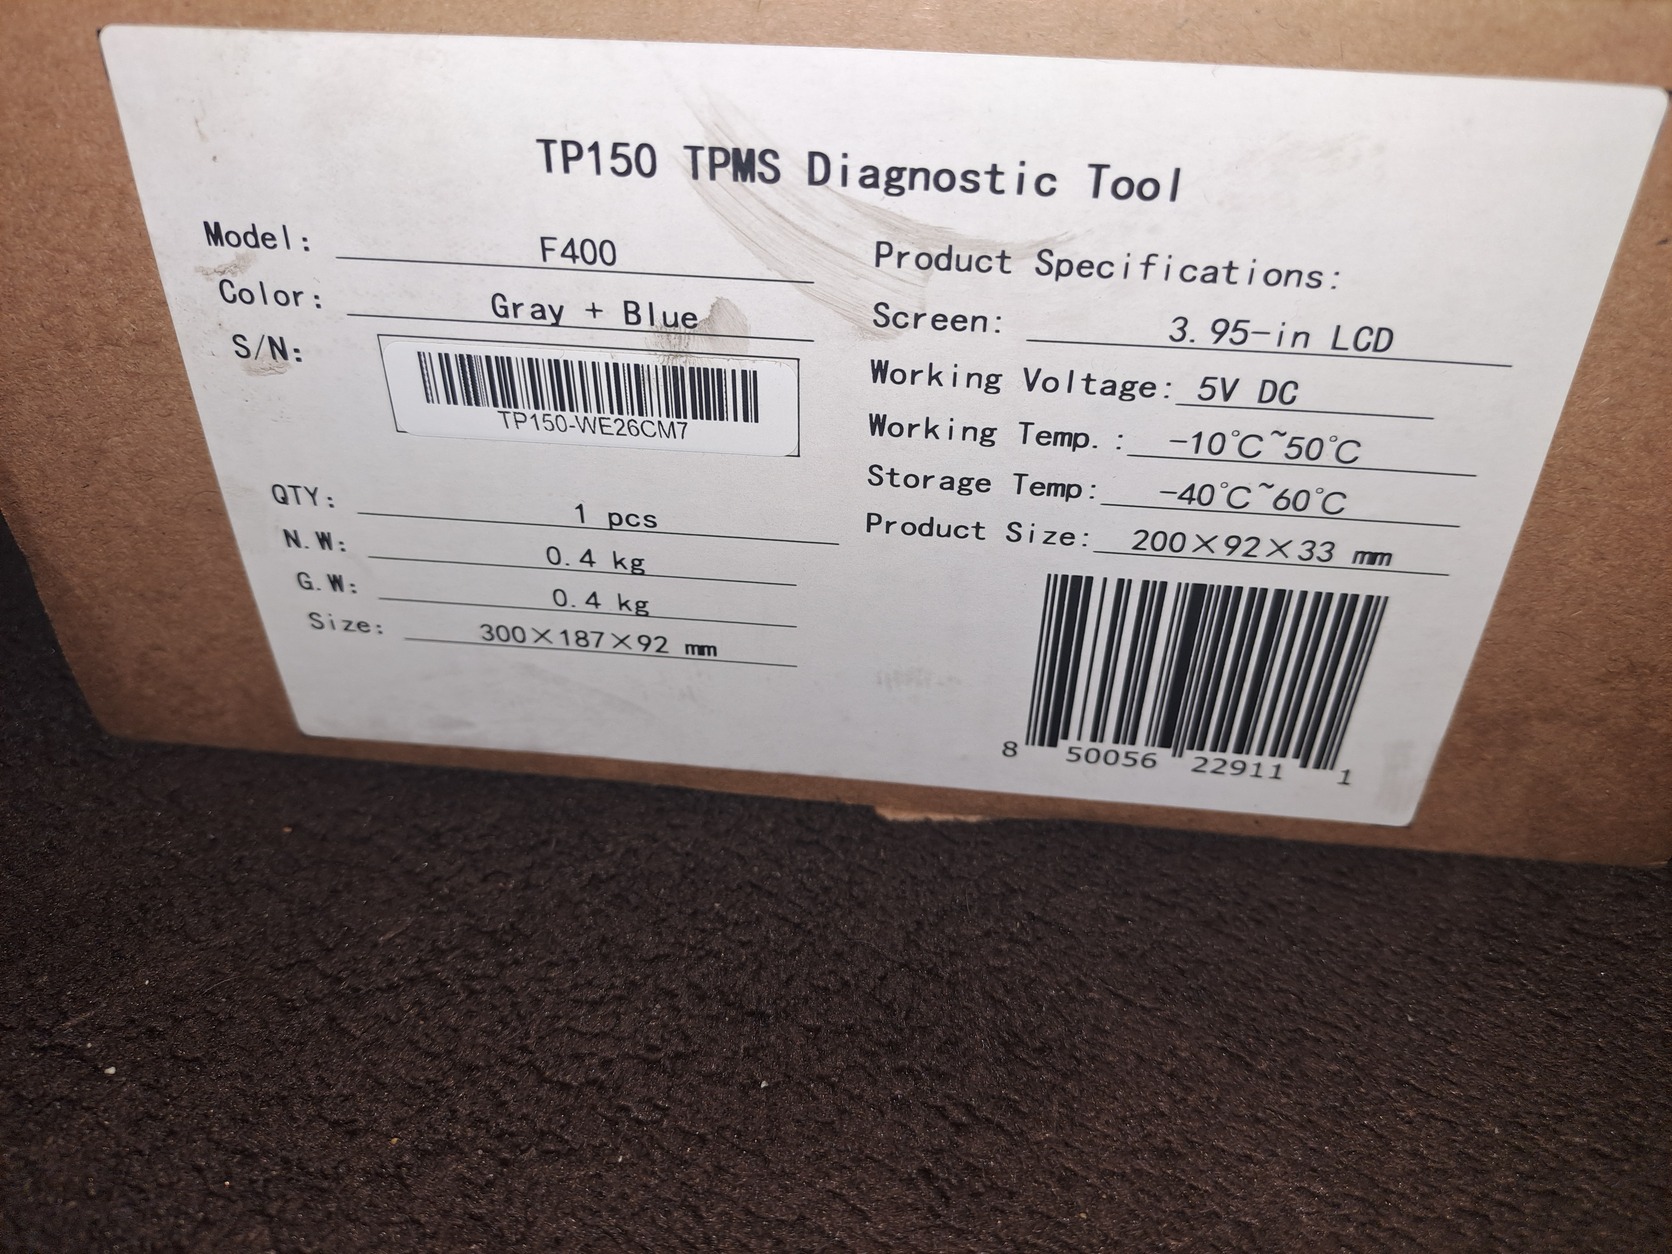 TP150 TPMS Diagnostic Tool
Model: F400
Color: Gray + Blue
S/N:
TP150-WE26CM7
QTY: 1 pcs
N.W: 0.4 kg
G.W: 0.4 kg
Size: 300×187×92 mm
Product Specifications:
Screen: 3.95-in LCD
Working Voltage: 5V DC
Working Temp.: -10℃~50℃
Storage Temp: -40℃~60℃
Product Size: 200×92×33 mm
8 50056 22911 1